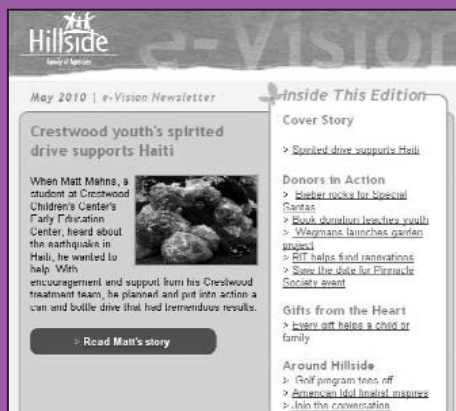 Hillside
Family of Agencies
e-Vision
May 2010 | e-Vision Newsletter
Crestwood youth's spirited
drive supports Haiti
When Matt Mahns, a
student at Crestwood
Children's Center's
Early Education
Center, heard about
the earthquake in
Haiti, he wanted to
help. With
encouragement and support from his Crestwood
treatment team, he planned and put into action a
can and bottle drive that had tremendous results.
> Read Matt's story
Inside This Edition
Cover Story
> Spirited drive supports Haiti
Donors in Action
> Bieber rocks for Special
Santas
> Book donation teaches youth
> Wegmans launches garden
project
> RIT helps fund renovations
> Save the date for Pinnacle
Society event
Gifts from the Heart
> Every gift helps a child or
family
Around Hillside
> Golf program tees off
> American Idol finalist inspires
> Join the conversation